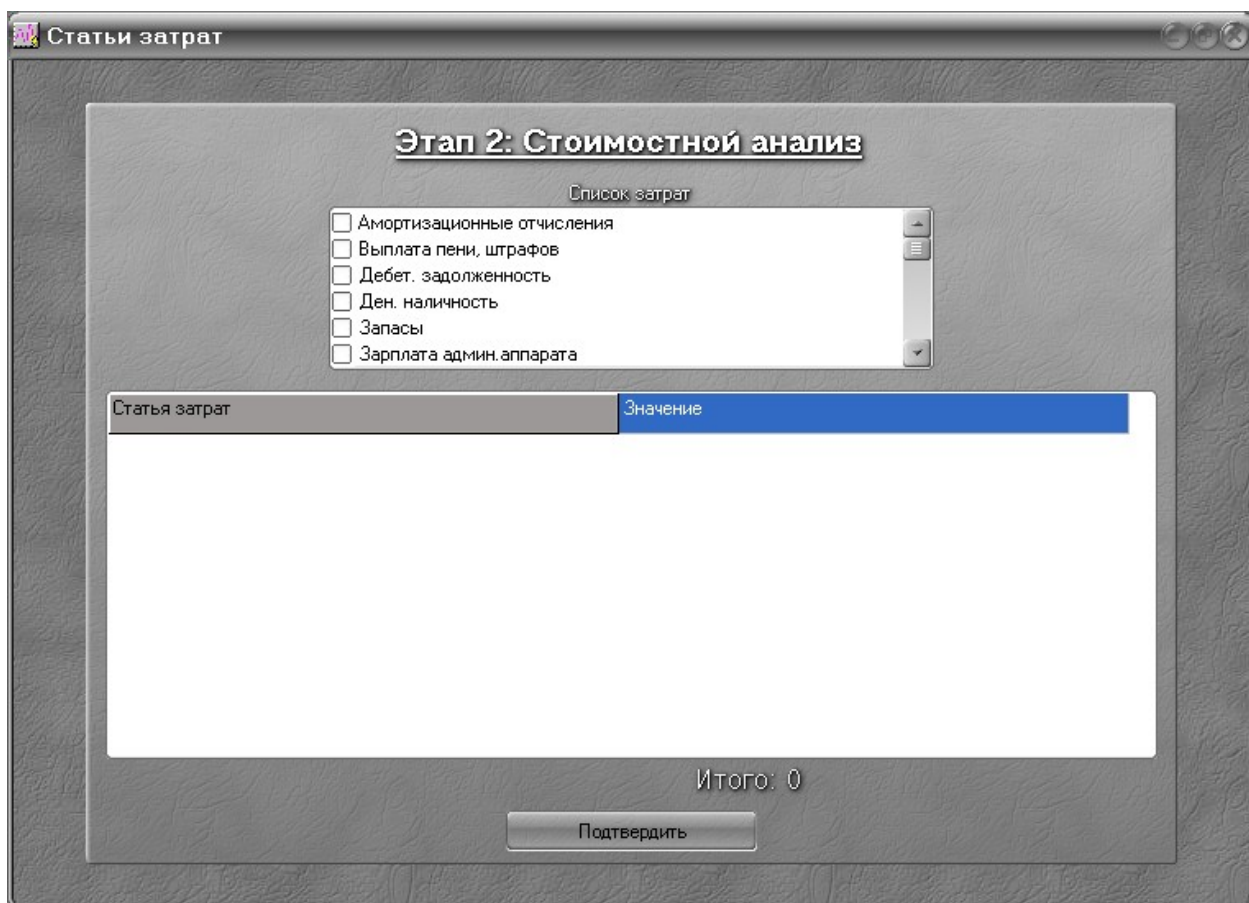 Статьи затрат
Этап 2: Стоимостной анализ
Список затрат
Амортизационные отчисления
Выплата пени, штрафов
Дебет. задолженность
Ден. наличность
Запасы
Зарплата админ.аппарата
Статья затрат
Значение
Итого: 0
Подтвердить